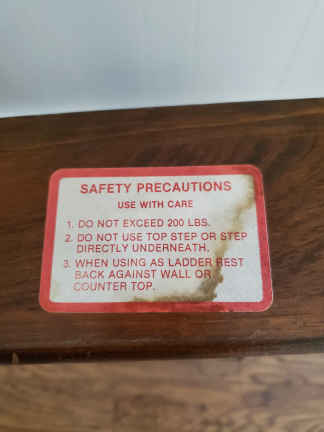 SAFETY PRECAUTIONS
USE WITH CARE
1. DO NOT EXCEED 200 LBS.
2. DO NOT USE TOP STEP OR STEP
DIRECTLY UNDERNEATH.
3. WHEN USING AS LADDER REST
BACK AGAINST WALL OR
COUNTER TOP.